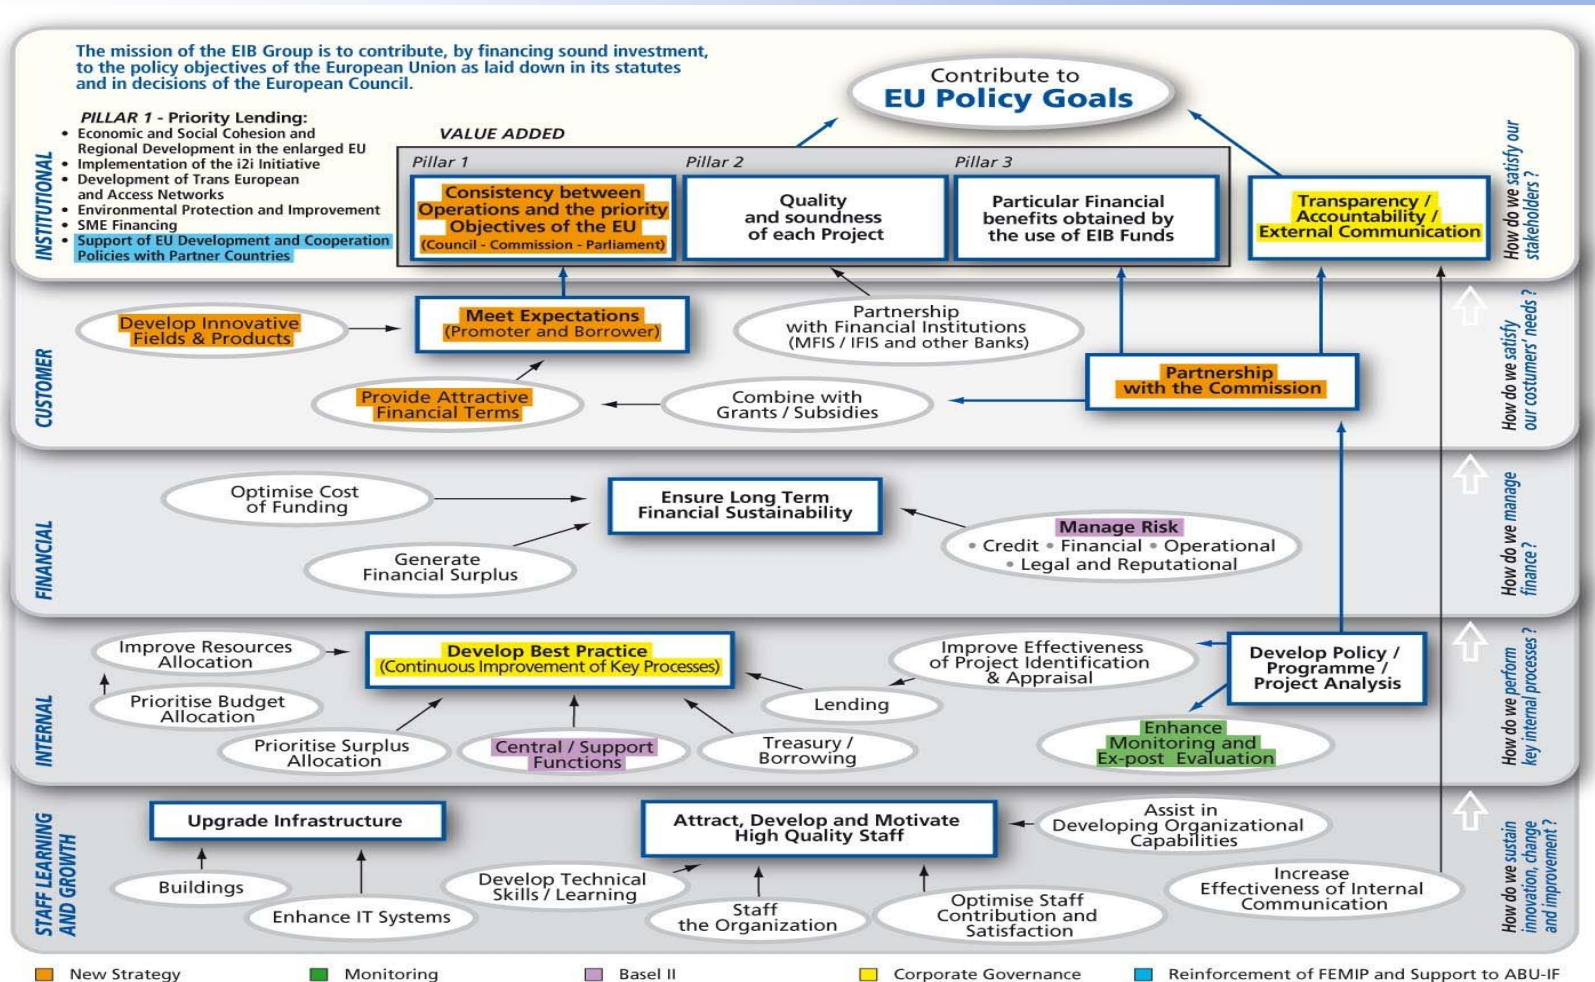 The mission of the EIB Group is to contribute, by financing sound investment,
to the policy objectives of the European Union as laid down in its statutes
and in decisions of the European Council.
Contribute to
EU Policy Goals
PILLAR 1 - Priority Lending:
• Economic and Social Cohesion and
Regional Development in the enlarged EU
• Implementation of the i2i Initiative
• Development of Trans European
and Access Networks
• Environmental Protection and Improvement
• SME Financing
• Support of EU Development and Cooperation
Policies with Partner Countries
INSTITUTIONAL
VALUE ADDED
Pillar 1
Consistency between
Operations and the priority
Objectives of the EU
(Council - Commission - Parliament)
Pillar 2
Quality
and soundness
of each Project
Pillar 3
Particular Financial
benefits obtained by
the use of EIB Funds
Transparency /
Accountability /
External Communication
How do we satisfy our
stakeholders ?
CUSTOMER
Develop Innovative
Fields & Products
Meet Expectations
(Promoter and Borrower)
Partnership
with Financial Institutions
(MFIS / IFIS and other Banks)
Partnership
with the Commission
Provide Attractive
Financial Terms
Combine with
Grants / Subsidies
How do we satisfy
our costumers' needs ?
FINANCIAL
Optimise Cost
of Funding
Ensure Long Term
Financial Sustainability
Generate
Financial Surplus
Manage Risk
• Credit • Financial • Operational
• Legal and Reputational
How do we manage
finance ?
INTERNAL
Improve Resources
Allocation
Develop Best Practice
(Continuous Improvement of Key Processes)
Improve Effectiveness
of Project Identification
& Appraisal
Develop Policy /
Programme /
Project Analysis
Prioritise Budget
Allocation
Lending
Prioritise Surplus
Allocation
Central / Support
Functions
Treasury /
Borrowing
Enhance
Monitoring and
Ex-post Evaluation
How do we perform
key internal processes ?
STAFF LEARNING
AND GROWTH
Upgrade Infrastructure
Attract, Develop and Motivate
High Quality Staff
Assist in
Developing Organizational
Capabilities
Buildings
Enhance IT Systems
Develop Technical
Skills / Learning
Staff
the Organization
Optimise Staff
Contribution and
Satisfaction
Increase
Effectiveness of Internal
Communication
How do we sustain
innovation, change
and improvement ?
New Strategy
Monitoring
Basel II
Corporate Governance
Reinforcement of FEMIP and Support to ABU-IF